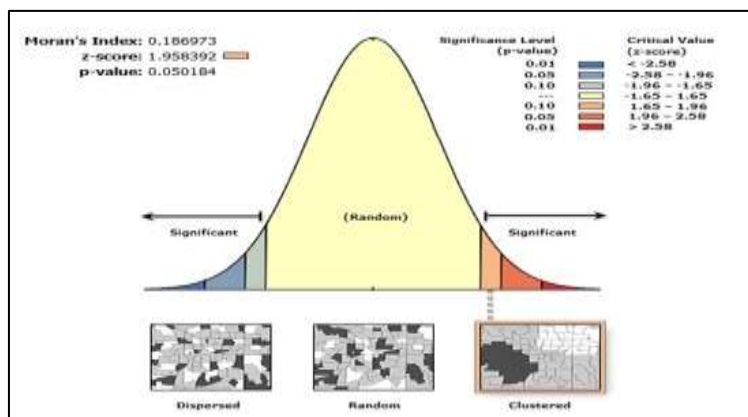 Moran's Index: 0.186973
z-score: 1.958392
p-value: 0.050184
Significance Level
(p-value)
Critical Value
(z-score)
0.01 < -2.58
0.05 -2.58 - -1.96
0.10 -1.96 - -1.65
--- -1.65 - 1.65
0.10 1.65 - 1.96
0.05 1.96 - 2.58
0.01 > 2.58
Significant
(Random)
Significant
Dispersed
Random
Clustered